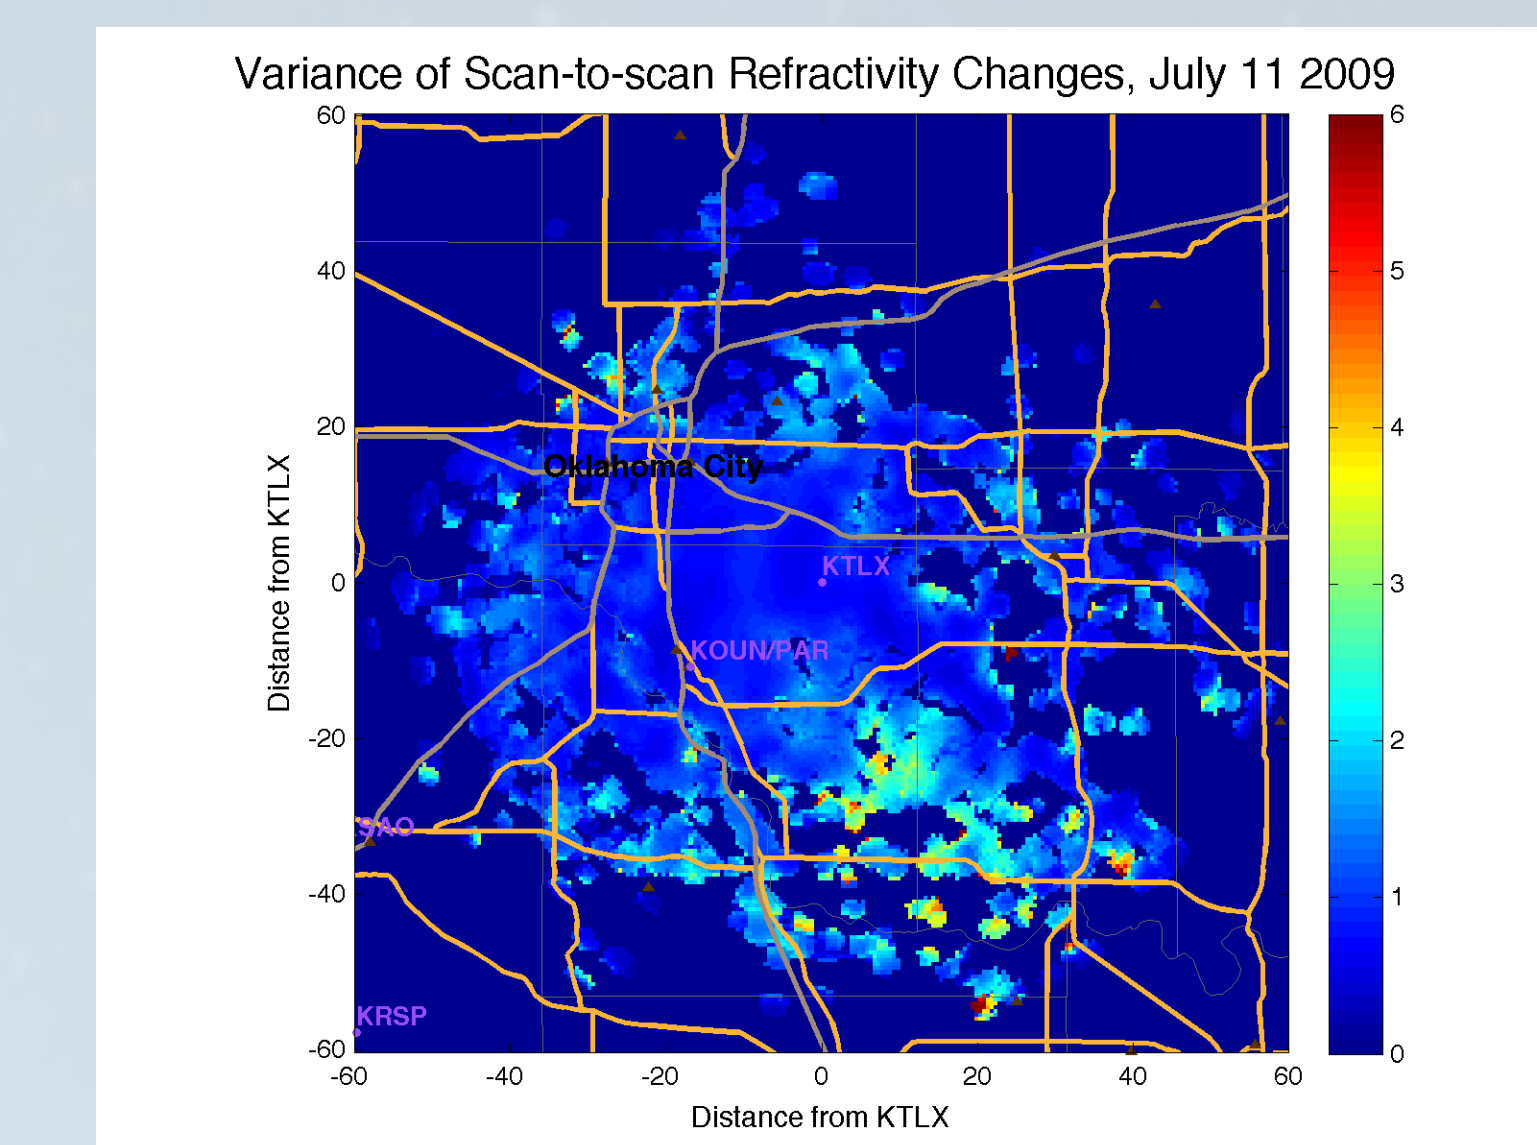 Variance of Scan-to-scan Refractivity Changes, July 11 2009
60
40
20
0
-20
-40
-60
Distance from KTLX
Oklahoma City
KTLX
KOUN/PAR
SAO
KRSP
-60
-40
-20
0
20
40
60
Distance from KTLX
6
5
4
3
2
1
0